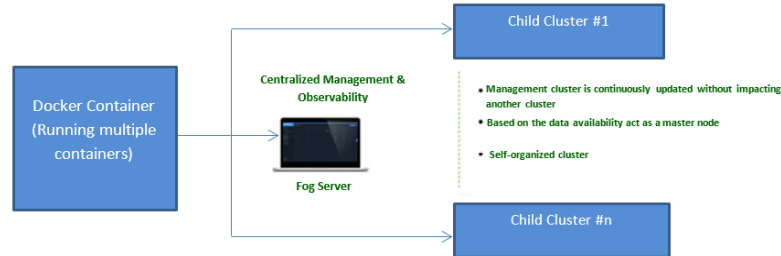 Child Cluster #1
Centralized Management &
Observability
Docker Container
(Running multiple
containers)
Fog Server
Management cluster is continuously updated without impacting
another cluster
Based on the data availability act as a master node
Self-organized cluster
Child Cluster #n